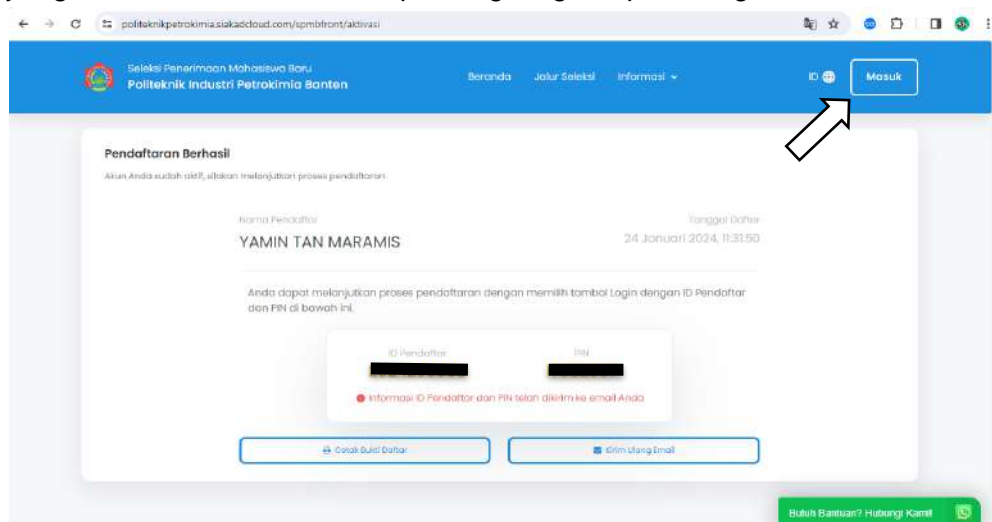 politeknikpetrokimia.siakadcloud.com/spmbfront/aktivasi
Seleksi Penerimaan Mahasiswa Baru
Politeknik Industri Petrokimia Banten
Beranda Jalur Seleksi Informasi ID Masuk
Pendaftaran Berhasil
Akun Anda sudah aktif, silakan melanjutkan proses pendaftaran.
Nama Pendaftar Tanggal Daftar
YAMIN TAN MARAMIS 24 Januari 2024, 11:31:50
Anda dapat melanjutkan proses pendaftaran dengan memilih tombol Login dengan ID Pendaftar
dan PIN di bawah ini.
ID Pendaftar PIN
Informasi ID Pendaftar dan PIN telah dikirim ke email Anda
Cetak Bukti Daftar Kirim Ulang Email
Butuh Bantuan? Hubungi Kami!